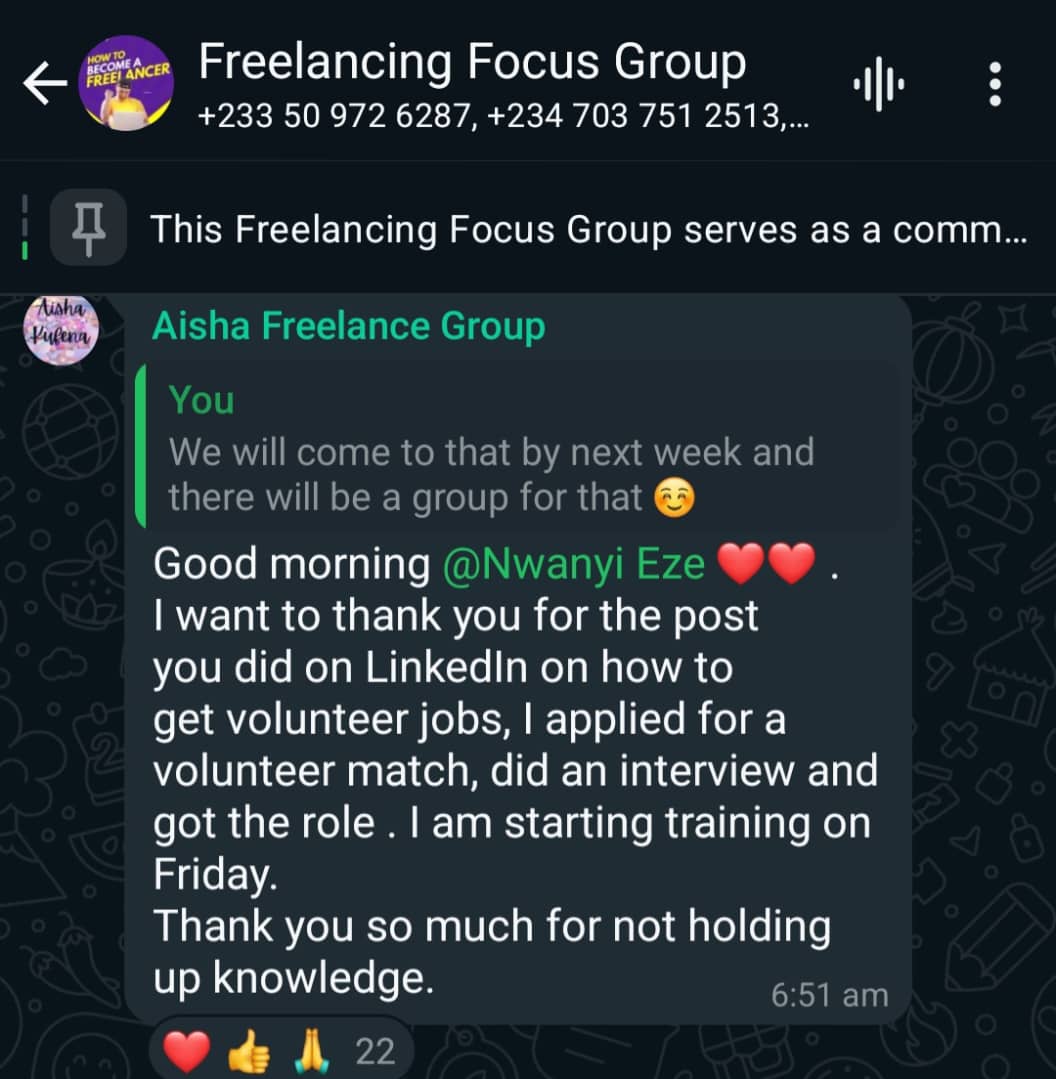 HOW TO
BECOME A
FREELANCER
Freelancing Focus Group
+233 50 972 6287, +234 703 751 2513,...
This Freelancing Focus Group serves as a comm...
Aisha
Kufena
Aisha Freelance Group
You
We will come to that by next week and
there will be a group for that 😊
Good morning @Nwanyi Eze ❤️❤️ .
I want to thank you for the post
you did on LinkedIn on how to
get volunteer jobs, I applied for a
volunteer match, did an interview and
got the role . I am starting training on
Friday.
Thank you so much for not holding
up knowledge.
6:51 am
❤️ 👍 🙏 22